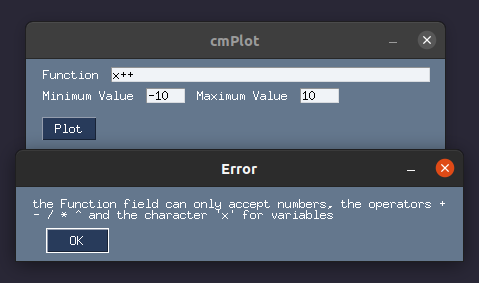 cmPlot
Function x++
Minimum Value -10 Maximum Value 10
Plot
Error
the Function field can only accept numbers, the operators +
- / * ^ and the character 'x' for variables
OK